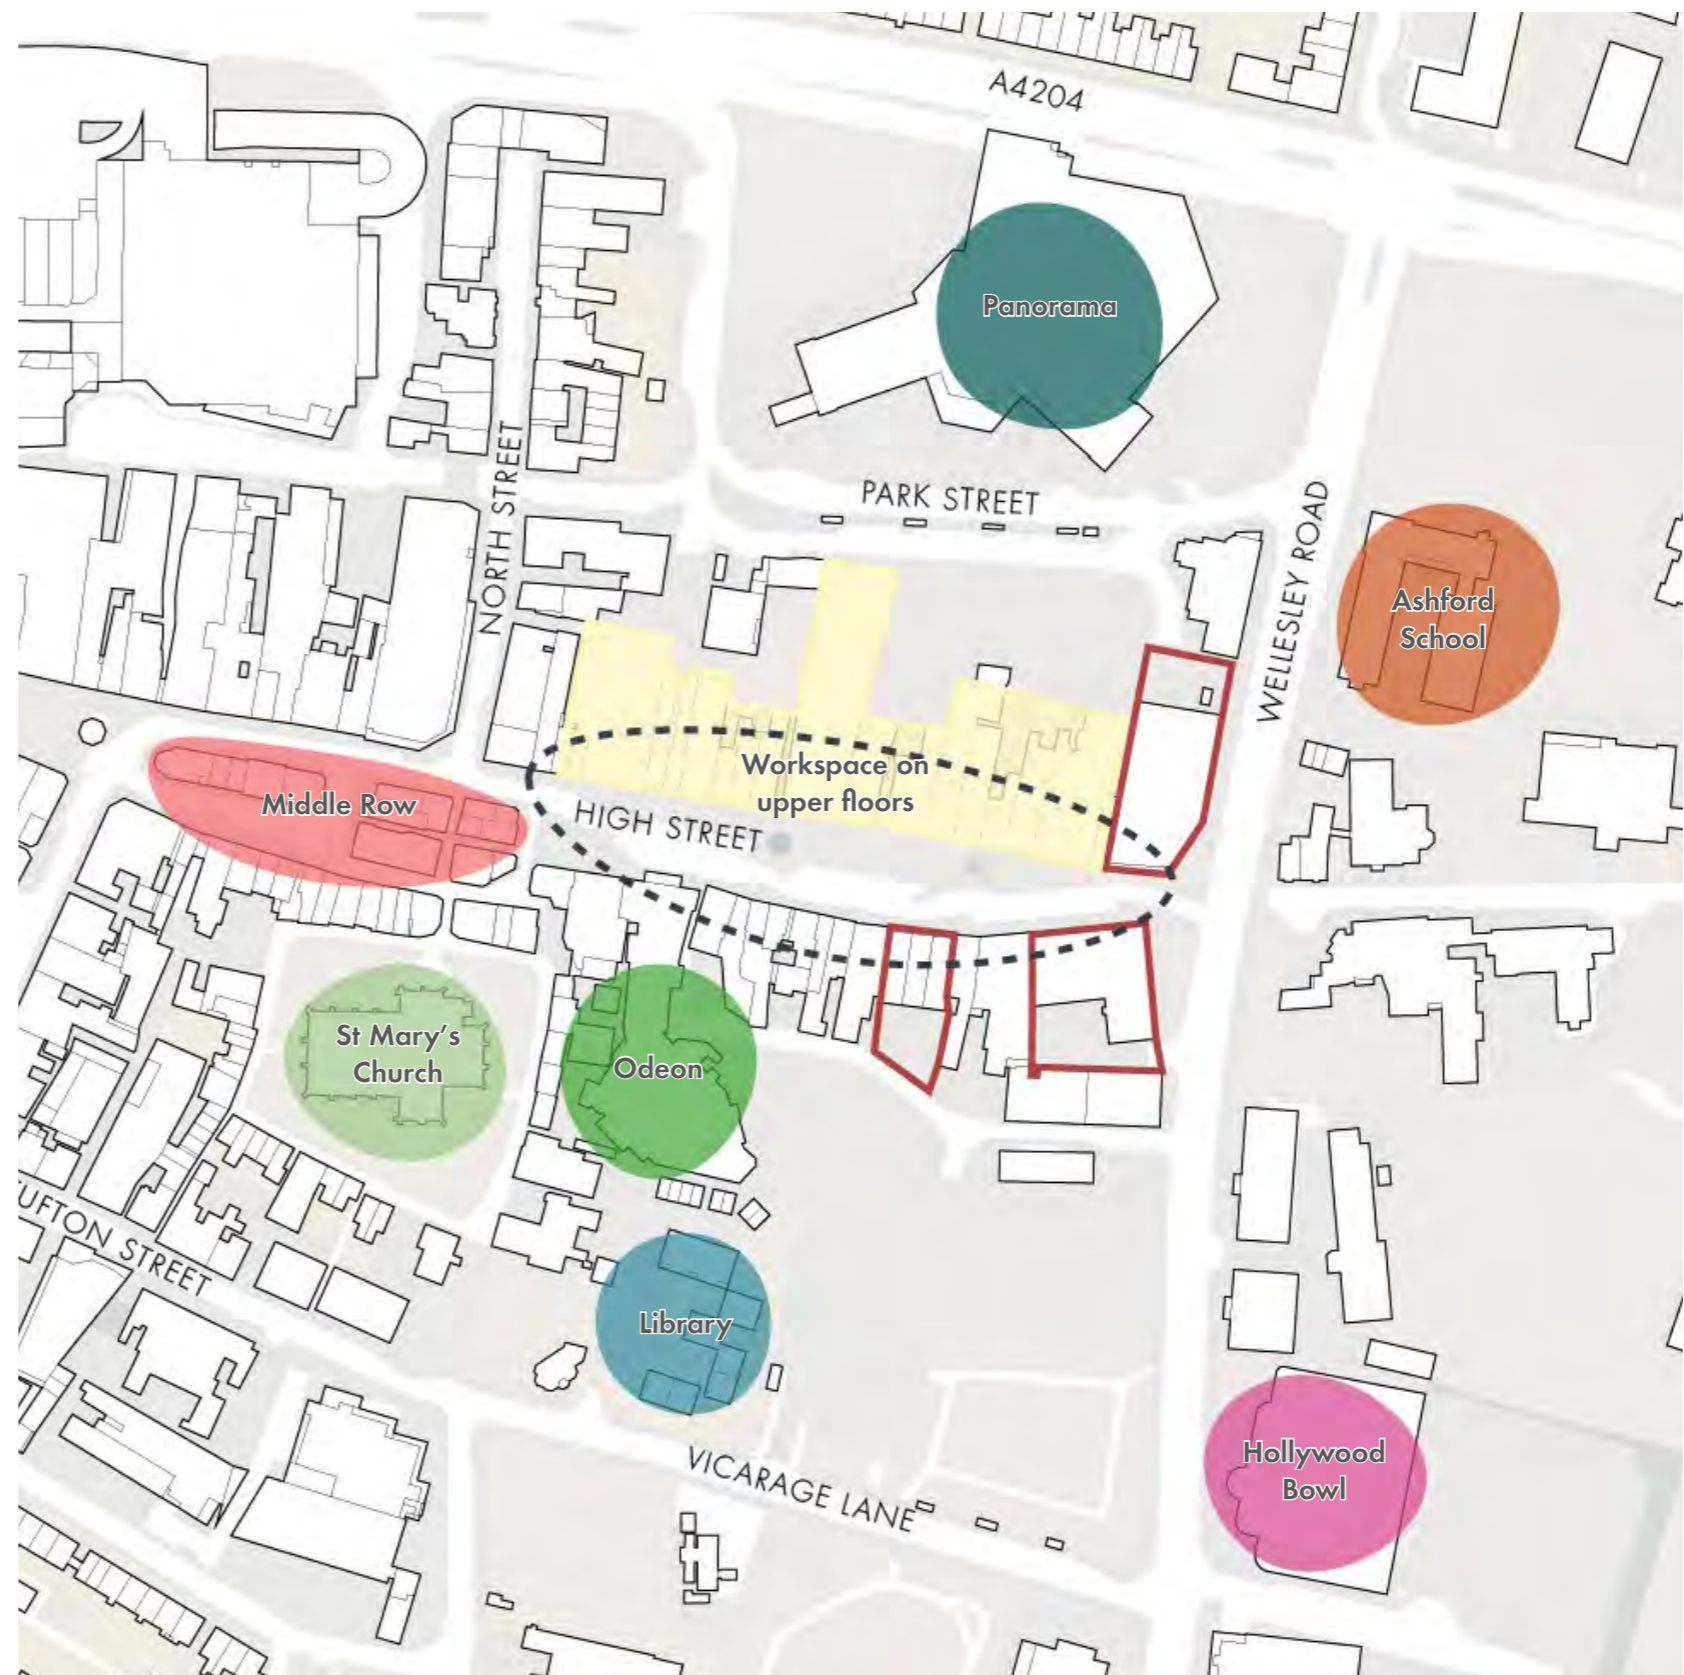 A4204
Panorama
PARK STREET
NORTH STREET
WELLESLEY ROAD
Ashford
School
Workspace on
upper floors
Middle Row
HIGH STREET
St Mary's
Church
Odeon
TUFTON STREET
Library
VICARAGE LANE
Hollywood
Bowl